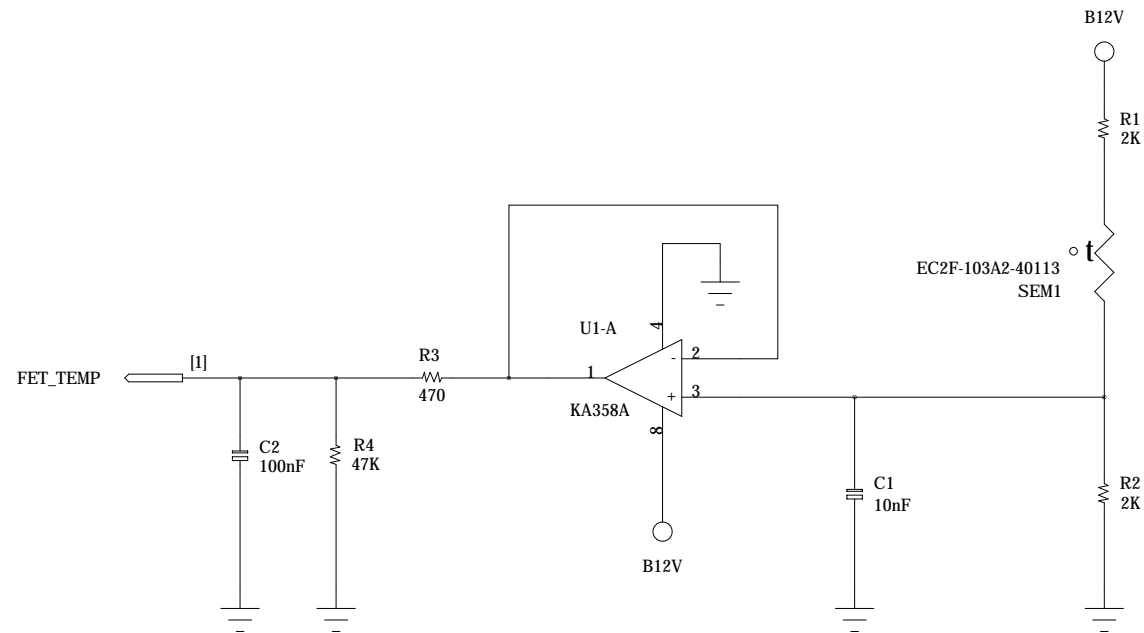 B12V
R1
2K
t
EC2F-103A2-40113
SEM1
U1-A
4
[1]
R3
2
FET_TEMP
1
-
470
3
+
KA358A
8
C2
100nF
R4
47K
C1
10nF
R2
2K
B12V